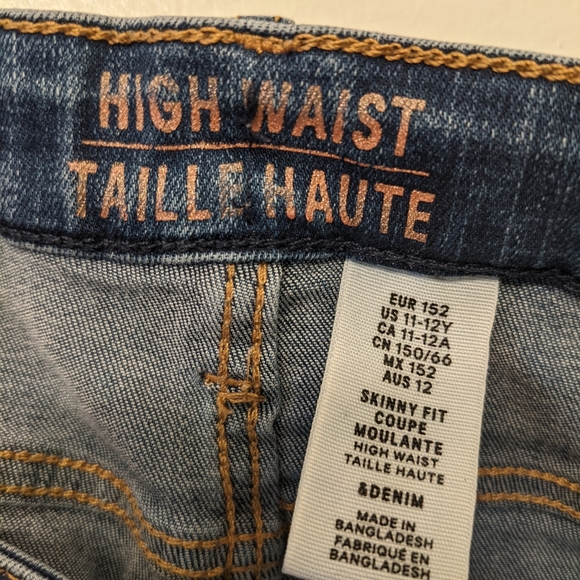 HIGH WAIST
TAILLE HAUTE
EUR 152
US 11-12Y
CA 11-12A
CN 150/66
MX 152
AUS 12
SKINNY FIT
COUPE
MOULANTE
HIGH WAIST
TAILLE HAUTE
&DENIM
MADE IN
BANGLADESH
FABRIQUÉ EN
BANGLADESH